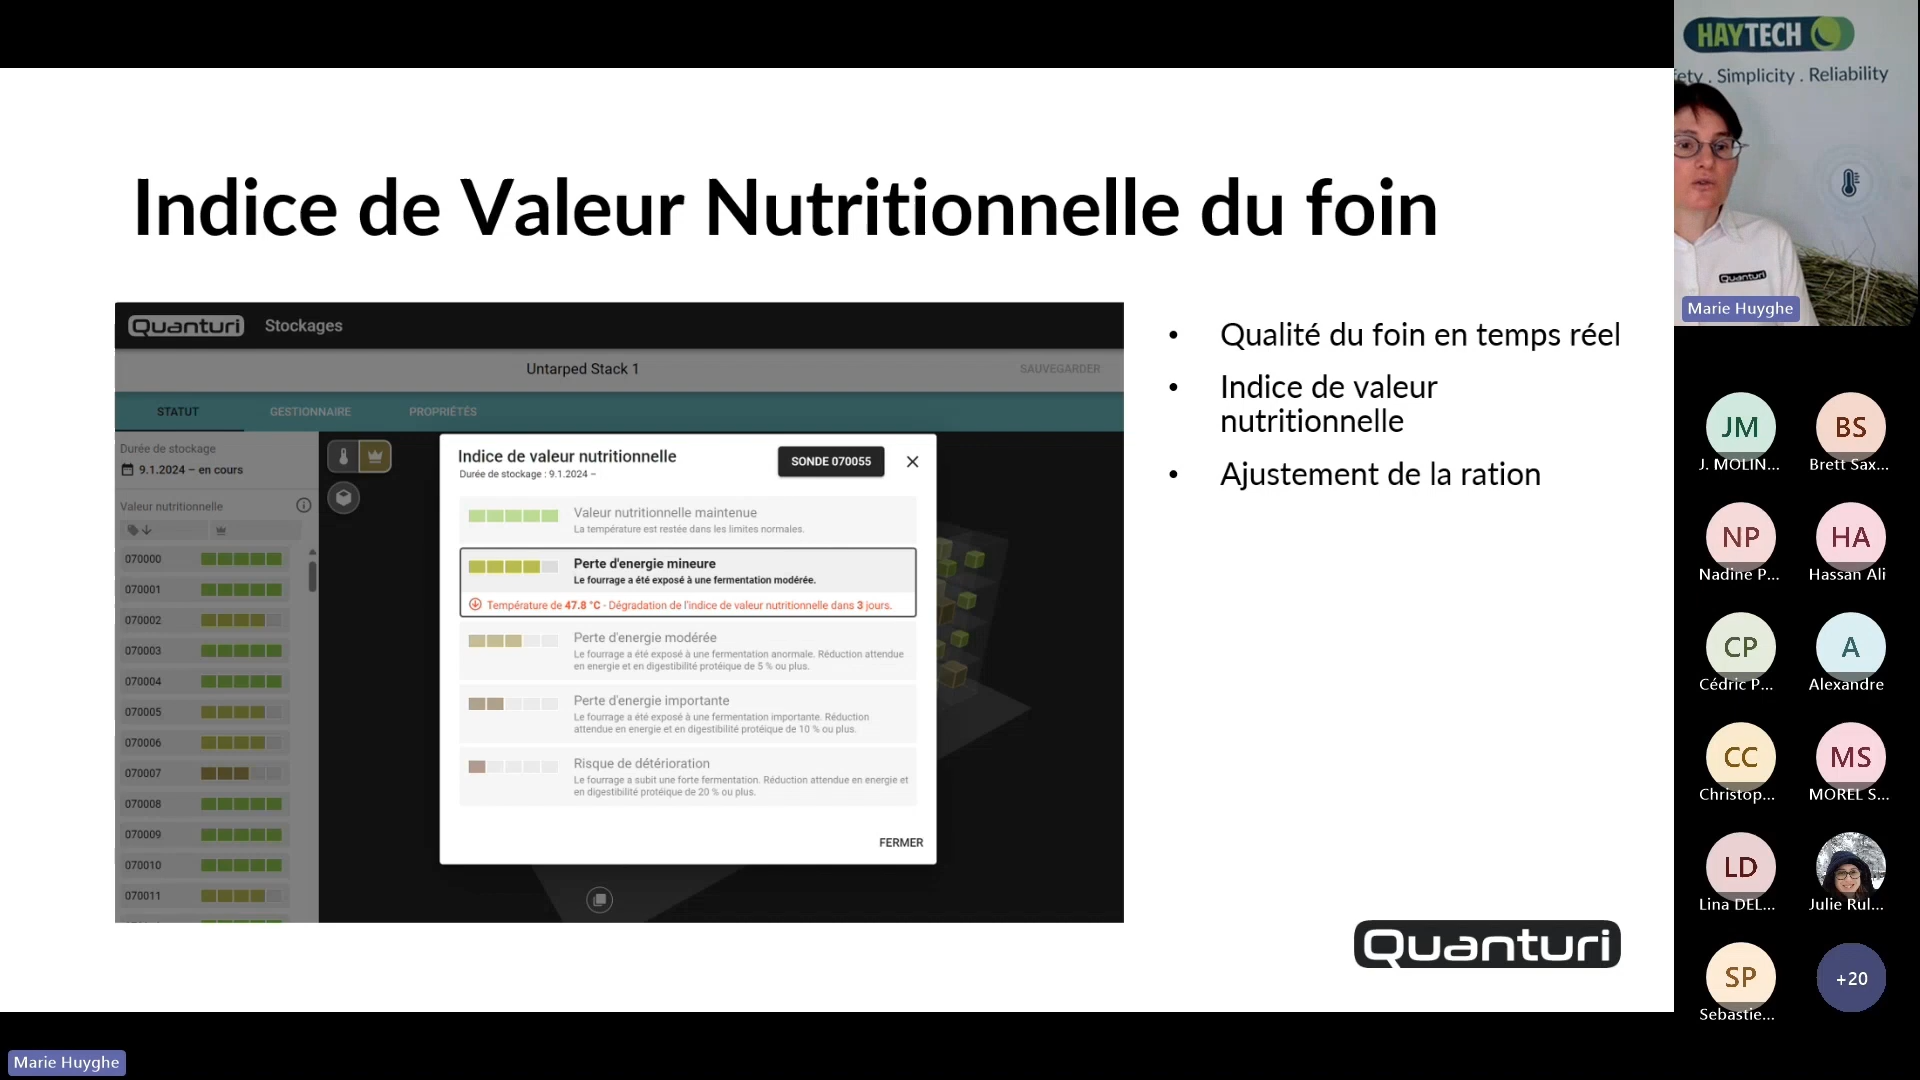 Indice de Valeur Nutritionnelle du foin
Quanturi Stockages
Untarped Stack 1
SAUVEGARDER
STATUT GESTIONNAIRE PROPRIÉTÉS
Durée de stockage
9.1.2024 – en cours
Valeur nutritionnelle
070000
070001
070002
070003
070004
070005
070006
070007
070008
070009
070010
070011
Indice de valeur nutritionnelle
Durée de stockage : 9.1.2024 –
SONDE 070055
Valeur nutritionnelle maintenue
La température est restée dans les limites normales.
Perte d'energie mineure
Le fourrage a été exposé à une fermentation modérée.
Température de 47.8 °C - Dégradation de l'indice de valeur nutritionnelle dans 3 jours.
Perte d'energie modérée
Le fourrage a été exposé à une fermentation anormale. Réduction attendue
en energie et en digestibilité protéique de 5 % ou plus.
Perte d'energie importante
Le fourrage a été exposé à une fermentation importante. Réduction
attendue en energie et en digestibilité protéique de 10 % ou plus.
Risque de détérioration
Le fourrage a subit une forte fermentation. Réduction attendue en energie et
en digestibilité protéique de 20 % ou plus.
FERMER
• Qualité du foin en temps réel
• Indice de valeur
nutritionnelle
• Ajustement de la ration
Quanturi
HAYTECH
ety . Simplicity . Reliability
Quanturi
Marie Huyghe
JM BS
J. MOLIN... Brett Sax...
NP HA
Nadine P... Hassan Ali
CP A
Cédric P... Alexandre
CC MS
Christop... MOREL S...
LD
Lina DEL... Julie Rul...
SP +20
Sebastie...
Marie Huyghe